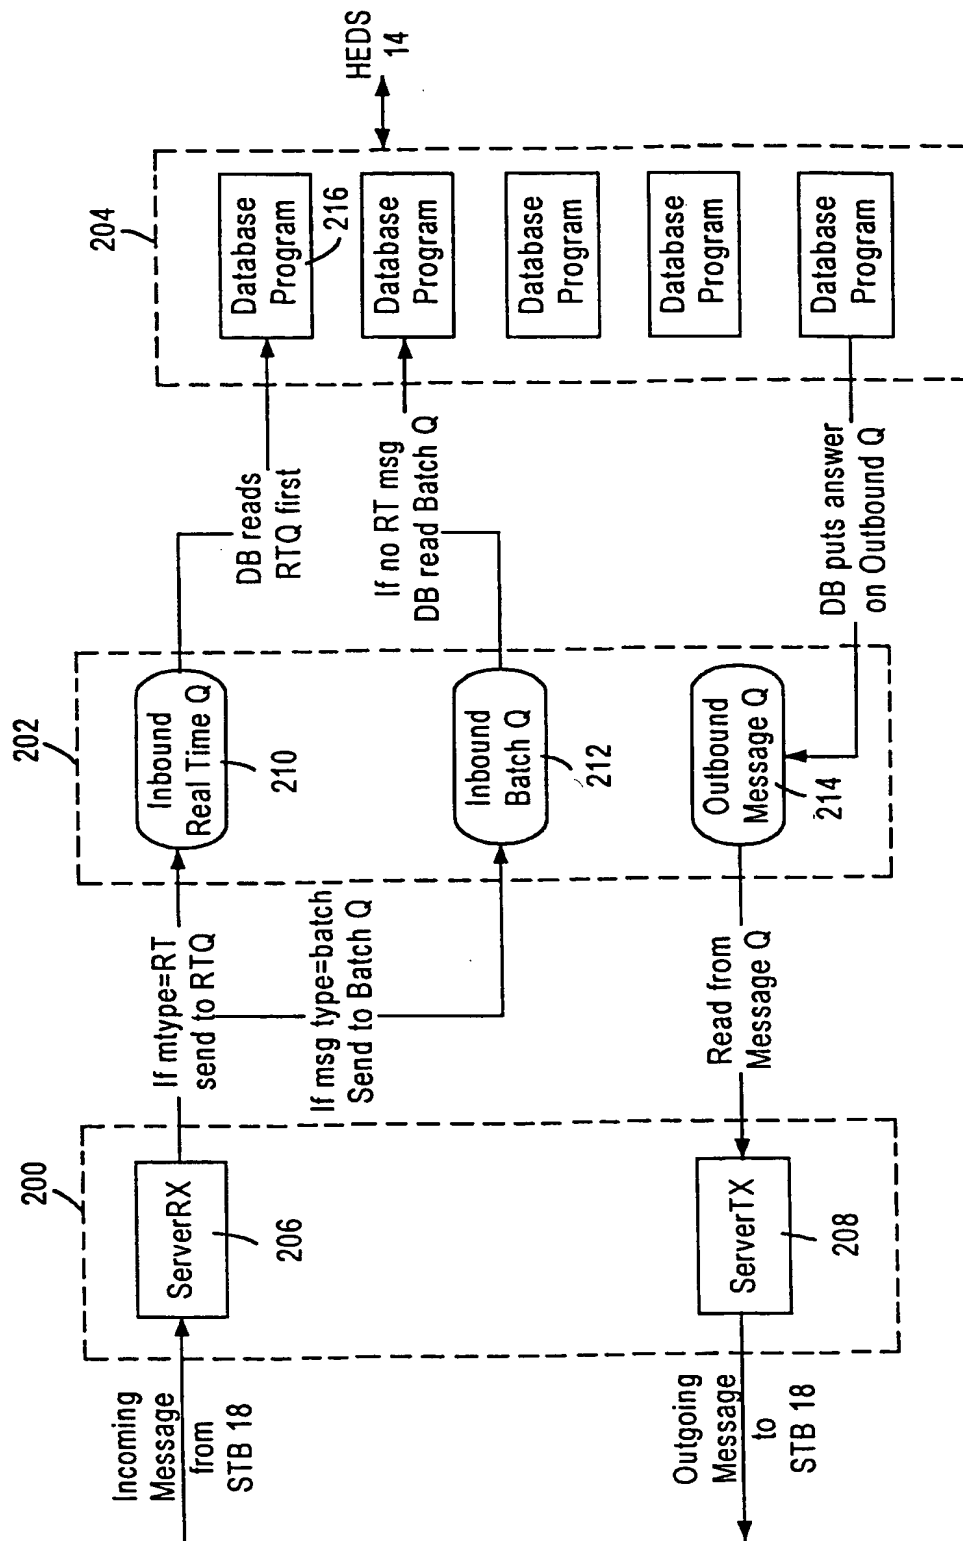 Incoming
Message
from
STB 18
200
ServerRX
206
If mtype=RT
send to RTQ
If msg type=batch
Send to Batch Q
202
Inbound
Real Time Q
210
Inbound
Batch Q
212
DB reads
RTQ first
If no RT msg
DB read Batch Q
204
Database
Program
216
Database
Program
Database
Program
Database
Program
Database
Program
HEDS
14
DB puts answer
on Outbound Q
Outbound
Message Q
214
Read from
Message Q
ServerTX
208
Outgoing
Message
to
STB 18